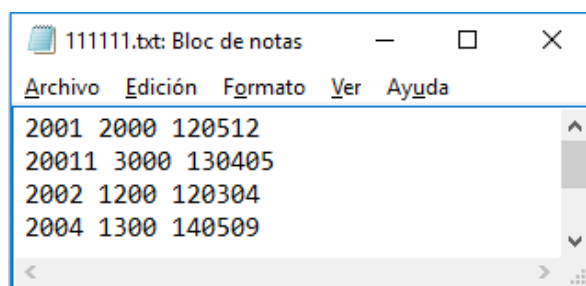 111111.txt: Bloc de notas
Archivo Edición Formato Ver Ayuda
2001 2000 120512
20011 3000 130405
2002 1200 120304
2004 1300 140509